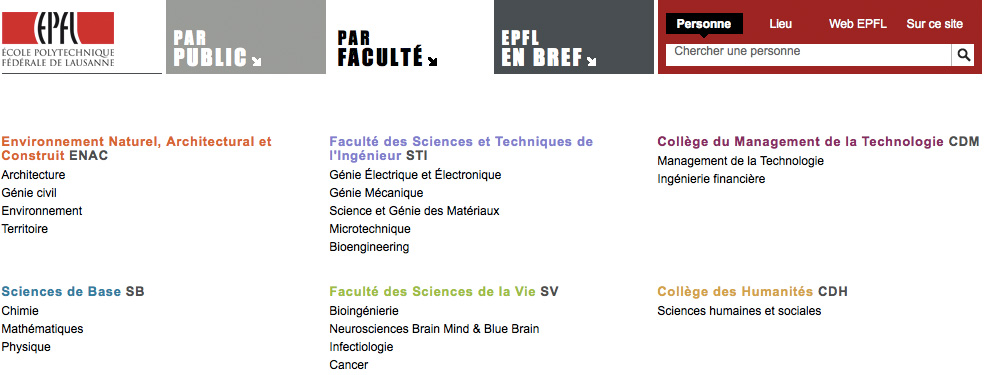 EPFL
ÉCOLE POLYTECHNIQUE
FÉDÉRALE DE LAUSANNE
PAR
PUBLIC
PAR
FACULTÉ
EPFL
EN BREF
Personne
Lieu
Web EPFL
Sur ce site
Chercher une personne
Environnement Naturel, Architectural et
Construit ENAC
Architecture
Génie civil
Environnement
Territoire
Faculté des Sciences et Techniques de
l'Ingénieur STI
Génie Électrique et Électronique
Génie Mécanique
Science et Génie des Matériaux
Microtechnique
Bioengineering
Collège du Management de la Technologie CDM
Management de la Technologie
Ingénierie financière
Sciences de Base SB
Chimie
Mathématiques
Physique
Faculté des Sciences de la Vie SV
Bioingénierie
Neurosciences Brain Mind & Blue Brain
Infectiologie
Cancer
Collège des Humanités CDH
Sciences humaines et sociales